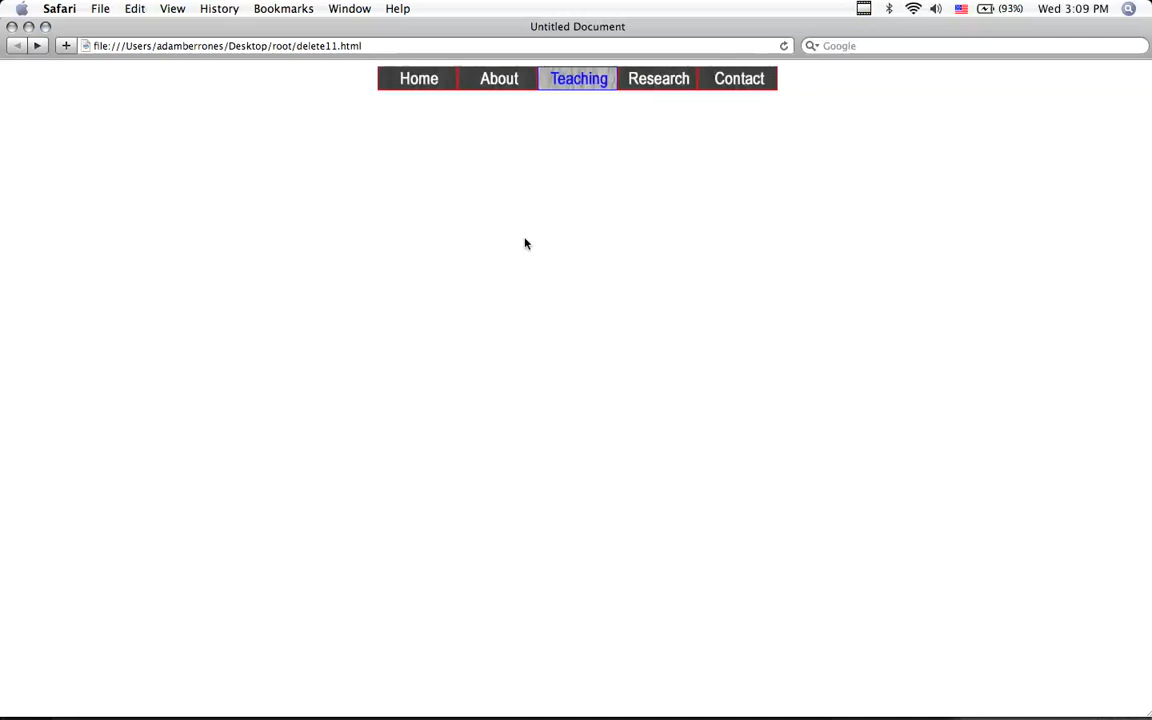 Safari File Edit View History Bookmarks Window Help (93%) Wed 3:09 PM
Untitled Document
file:///Users/adamberrones/Desktop/root/delete11.html Google
Home About Teaching Research Contact